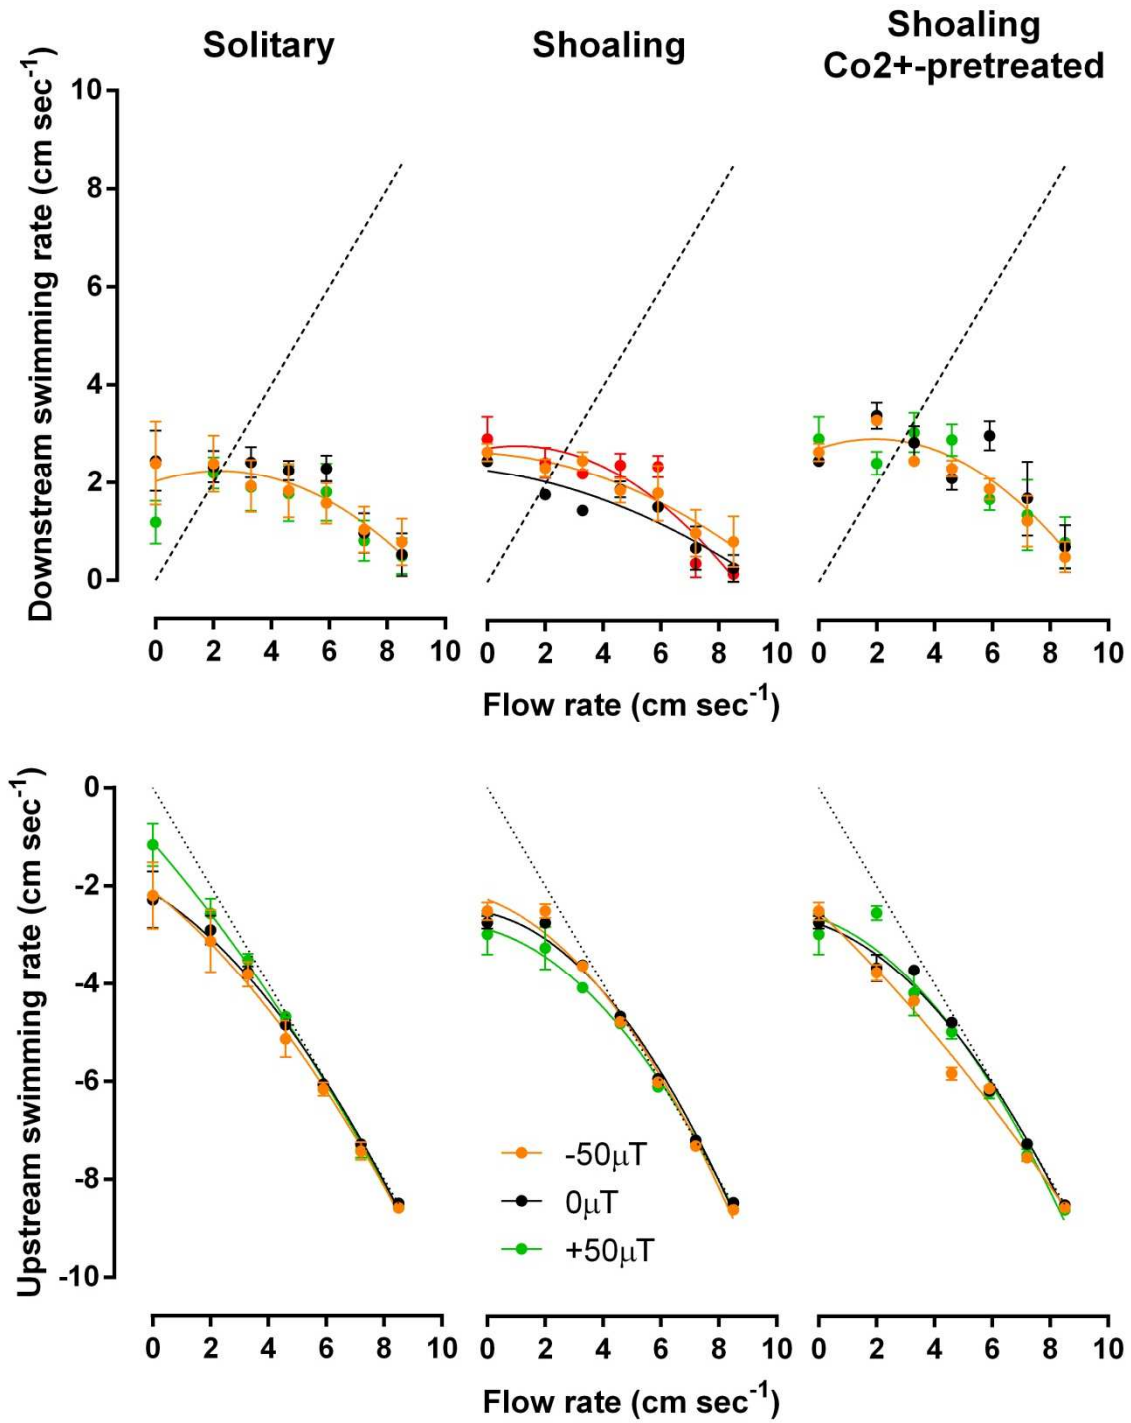 Solitary
Shoaling
Shoaling
Co2+-pretreated
Downstream swimming rate (cm sec-1)
10
8
6
4
2
0
0 2 4 6 8 10
0 2 4 6 8 10
0 2 4 6 8 10
Flow rate (cm sec-1)
Upstream swimming rate (cm sec-1)
0
-2
-4
-6
-8
-10
-50μT
0μT
+50μT
0 2 4 6 8 10
0 2 4 6 8 10
0 2 4 6 8 10
Flow rate (cm sec-1)